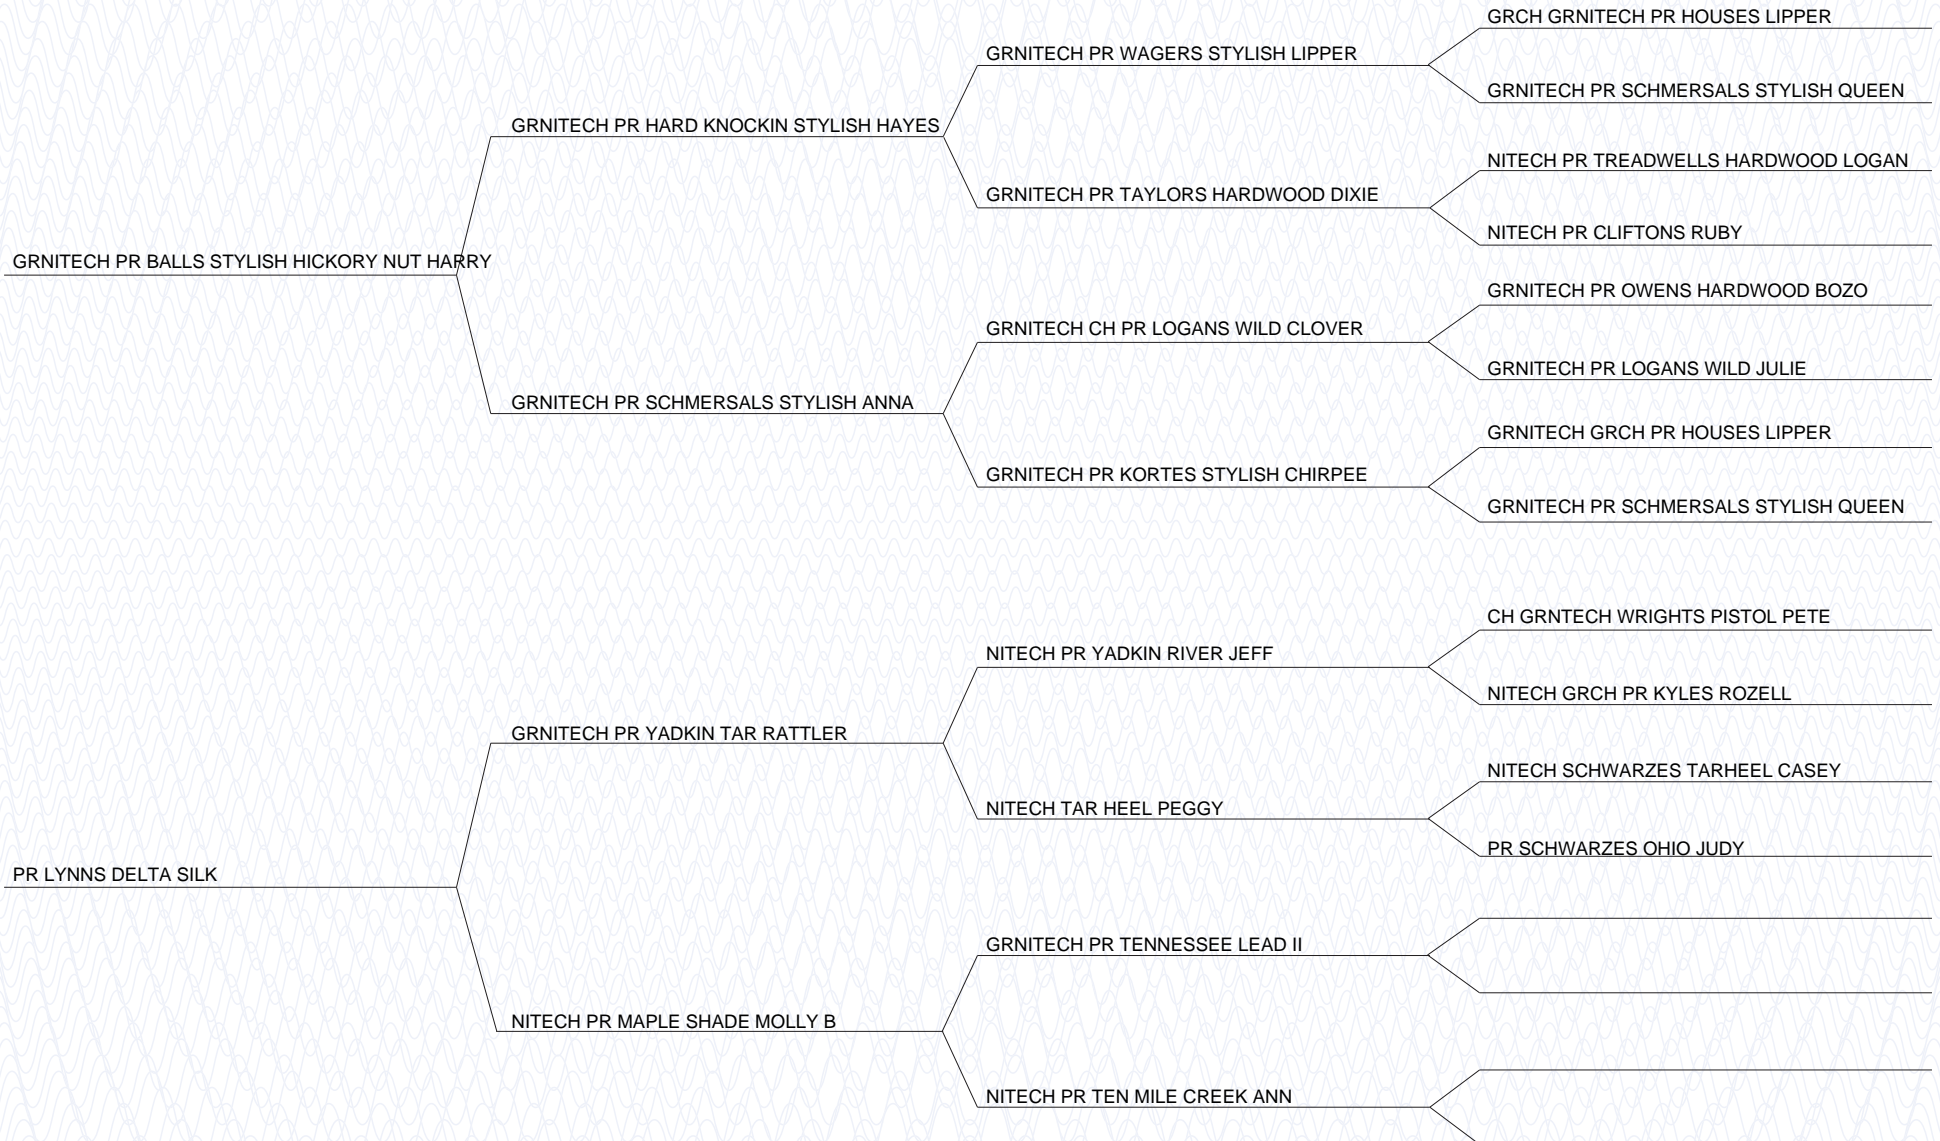 GRCH GRNITECH PR HOUSES LIPPER
GRNITECH PR WAGERS STYLISH LIPPER
GRNITECH PR SCHMERSALS STYLISH QUEEN
GRNITECH PR HARD KNOCKIN STYLISH HAYES
NITECH PR TREADWELLS HARDWOOD LOGAN
GRNITECH PR TAYLORS HARDWOOD DIXIE
NITECH PR CLIFTONS RUBY
GRNITECH PR BALLS STYLISH HICKORY NUT HARRY
GRNITECH PR OWENS HARDWOOD BOZO
GRNITECH CH PR LOGANS WILD CLOVER
GRNITECH PR LOGANS WILD JULIE
GRNITECH PR SCHMERSALS STYLISH ANNA
GRNITECH GRCH PR HOUSES LIPPER
GRNITECH PR KORTES STYLISH CHIRPEE
GRNITECH PR SCHMERSALS STYLISH QUEEN
CH GRNTECH WRIGHTS PISTOL PETE
NITECH PR YADKIN RIVER JEFF
NITECH GRCH PR KYLES ROZELL
GRNITECH PR YADKIN TAR RATTLER
NITECH SCHWARZES TARHEEL CASEY
NITECH TAR HEEL PEGGY
PR SCHWARZES OHIO JUDY
PR LYNNS DELTA SILK
GRNITECH PR TENNESSEE LEAD II
NITECH PR MAPLE SHADE MOLLY B
NITECH PR TEN MILE CREEK ANN